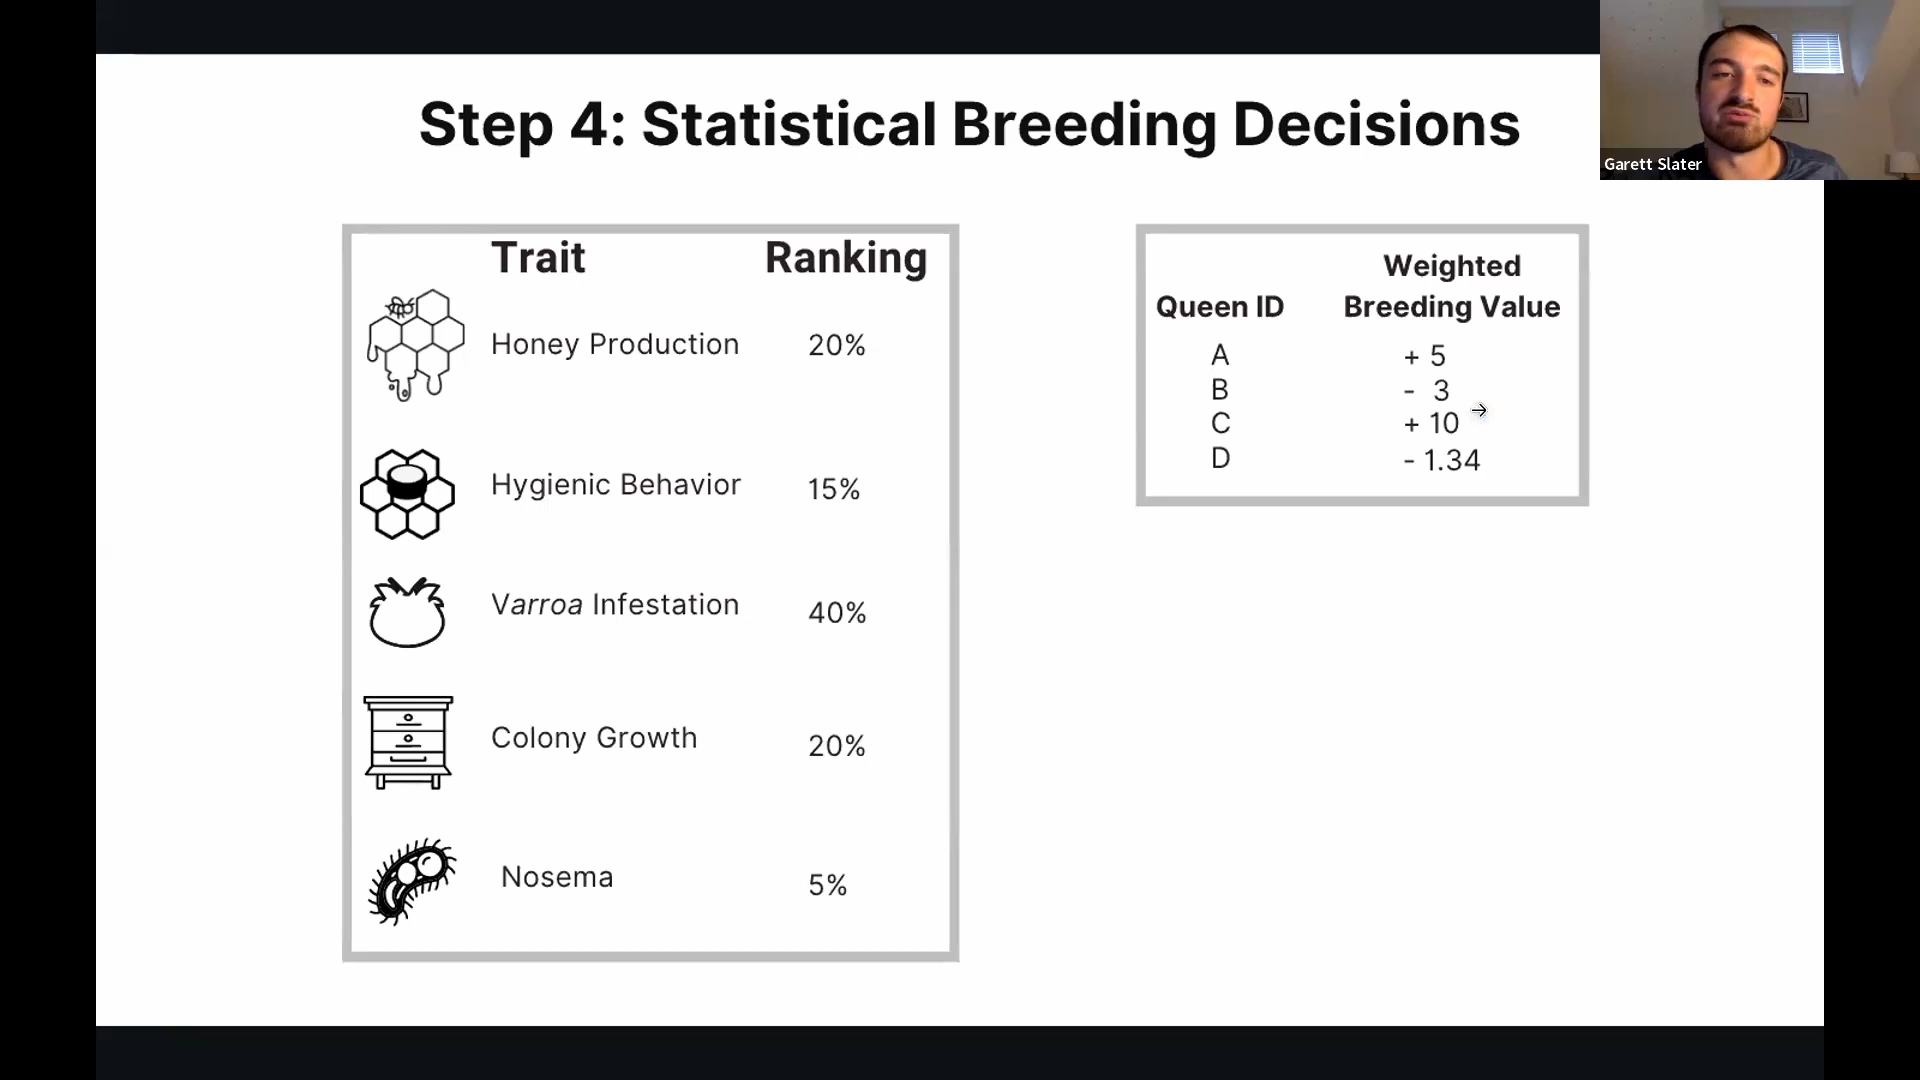 Step 4: Statistical Breeding Decisions
Garett Slater
Trait Ranking
Honey Production 20%
Hygienic Behavior 15%
Varroa Infestation 40%
Colony Growth 20%
Nosema 5%
Weighted
Queen ID Breeding Value
A + 5
B - 3
C + 10
D - 1.34